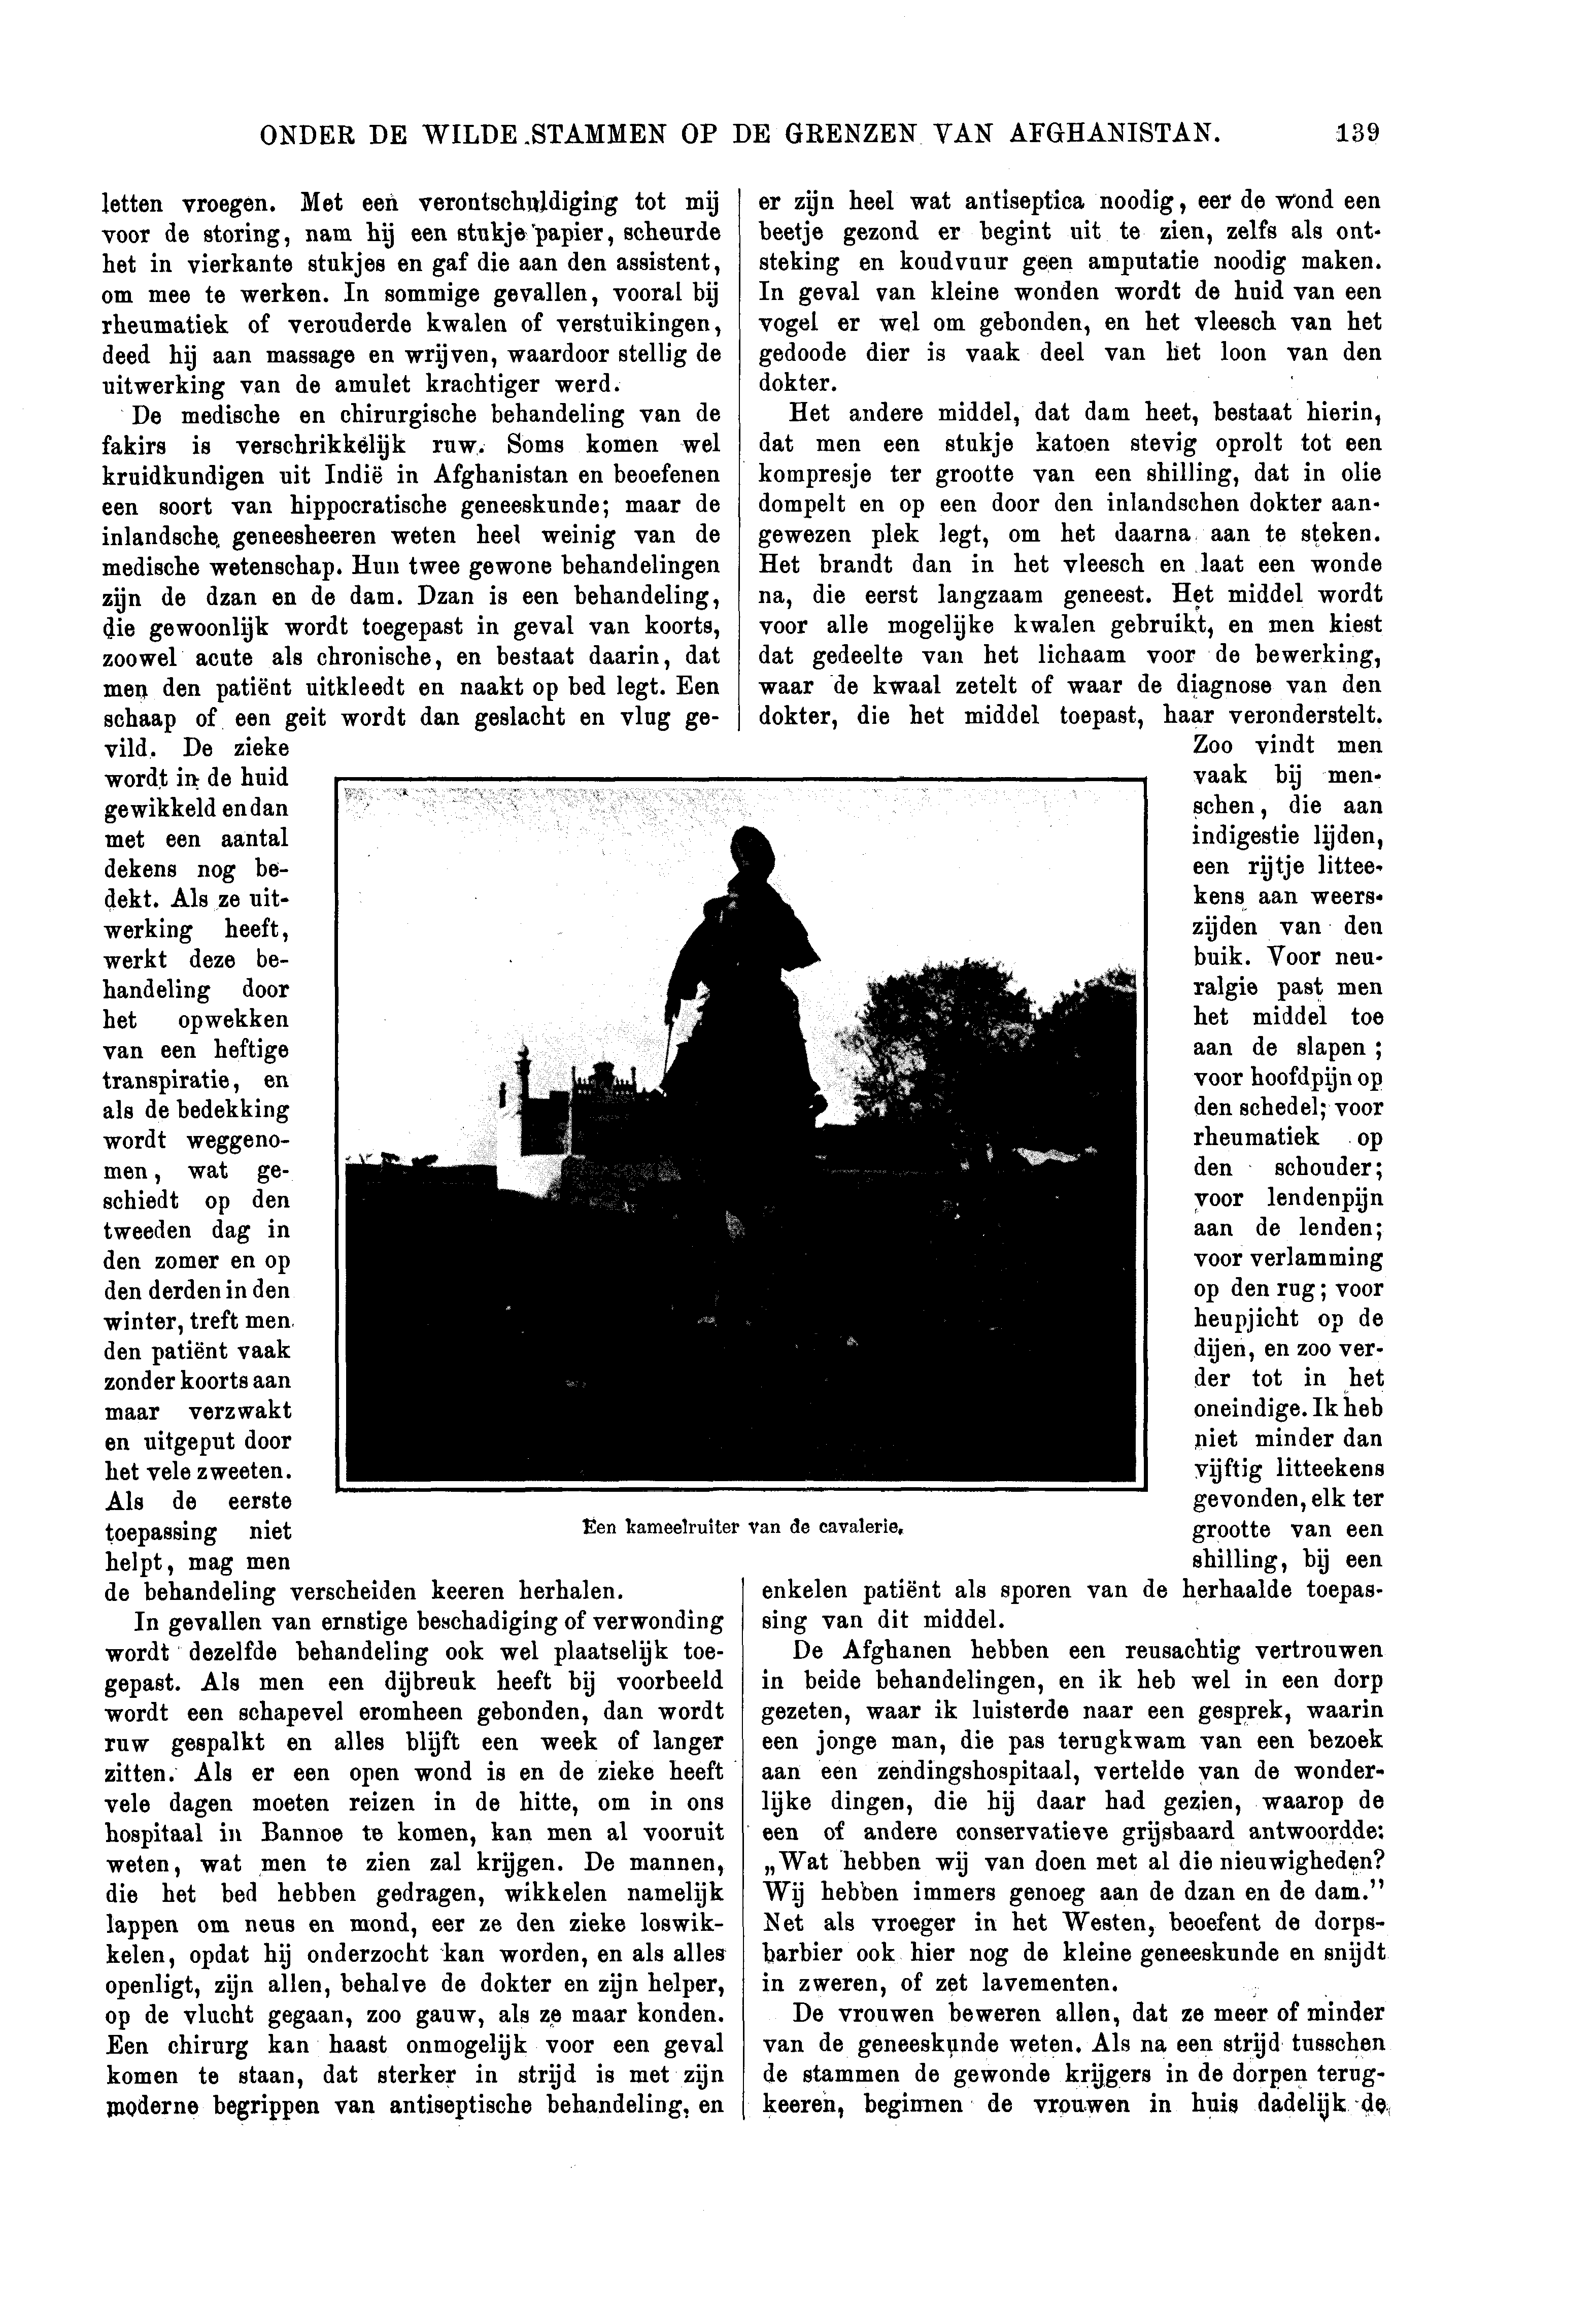 ONDER DE WILDE STAMMEN OP DE GRENZEN VAN AFGHANISTAN. 139
letten vroegen. Met een verontschuldiging tot mij
voor de storing, nam hij een stukje papier, scheurde
het in vierkante stukjes en gaf die aan den assistent,
om mee te werken. In sommige gevallen, vooral bij
rheumatiek of verouderde kwalen of verstuikingen,
deed hij aan massage en wrijven, waardoor stellig de
uitwerking van de amulet krachtiger werd.
De medische en chirurgische behandeling van de
fakirs is verschrikkelijk ruw. Soms komen wel
kruidkundigen uit Indië in Afghanistan en beoefenen
een soort van hippocratische geneeskunde; maar de
inlandsche geneesheeren weten heel weinig van de
medische wetenschap. Hun twee gewone behandelingen
zijn de dzan en de dam. Dzan is een behandeling,
die gewoonlijk wordt toegepast in geval van koorts,
zoowel acute als chronische, en bestaat daarin, dat
men den patiënt uitkleedt en naakt op bed legt. Een
schaap of een geit wordt dan geslacht en vlug ge-
vild. De zieke
wordt in de huid
gewikkeld en dan
met een aantal
dekens nog be-
dekt. Als ze uit-
werking heeft,
werkt deze be-
handeling door
het opwekken
van een heftige
transpiratie, en
als de bedekking
wordt weggeno-
men, wat ge-
schiedt op den
tweeden dag in
den zomer en op
den derden in den
winter, treft men
den patiënt vaak
zonder koorts aan
maar verzwakt
en uitgeput door
het vele zweeten.
Als de eerste
toepassing niet
helpt, mag men
de behandeling verscheiden keeren herhalen.
In gevallen van ernstige beschadiging of verwonding
wordt dezelfde behandeling ook wel plaatselijk toe-
gepast. Als men een dijbreuk heeft bij voorbeeld
wordt een schapevel eromheen gebonden, dan wordt
ruw gespalkt en alles blijft een week of langer
zitten. Als er een open wond is en de zieke heeft
vele dagen moeten reizen in de hitte, om in ons
hospitaal in Bannoe te komen, kan men al vooruit
weten, wat men te zien zal krijgen. De mannen,
die het bed hebben gedragen, wikkelen namelijk
lappen om neus en mond, eer ze den zieke loswik-
kelen, opdat hij onderzocht kan worden, en als alles
openligt, zijn allen, behalve de dokter en zijn helper,
op de vlucht gegaan, zoo gauw, als ze maar konden.
Een chirurg kan haast onmogelijk voor een geval
komen te staan, dat sterker in strijd is met zijn
moderne begrippen van antiseptische behandeling, en
er zijn heel wat antiseptica noodig, eer de wond een
beetje gezond er begint uit te zien, zelfs als ont-
steking en koudvuur geen amputatie noodig maken.
In geval van kleine wonden wordt de huid van een
vogel er wel om gebonden, en het vleesch van het
gedoode dier is vaak deel van het loon van den
dokter.
Het andere middel, dat dam heet, bestaat hierin,
dat men een stukje katoen stevig oprolt tot een
kompresje ter grootte van een shilling, dat in olie
dompelt en op een door den inlandschen dokter aan-
gewezen plek legt, om het daarna aan te steken.
Het brandt dan in het vleesch en laat een wonde
na, die eerst langzaam geneest. Het middel wordt
voor alle mogelijke kwalen gebruikt, en men kiest
dat gedeelte van het lichaam voor de bewerking,
waar de kwaal zetelt of waar de diagnose van den
dokter, die het middel toepast, haar veronderstelt.
Zoo vindt men
vaak bij men-
schen, die aan
indigestie lijden,
een rijtje littee-
kens aan weers-
zijden van den
buik. Voor neu-
ralgie past men
het middel toe
aan de slapen;
voor hoofdpijn op
den schedel; voor
rheumatiek op
den schouder;
voor lendenpijn
aan de lenden;
voor verlamming
op den rug; voor
heupjicht op de
dijen, en zoo ver-
der tot in het
oneindige. Ik heb
niet minder dan
vijftig litteekens
gevonden, elk ter
grootte van een
shilling, bij een
enkelen patiënt als sporen van de herhaalde toepas-
sing van dit middel.
De Afghanen hebben een reusachtig vertrouwen
in beide behandelingen, en ik heb wel in een dorp
gezeten, waar ik luisterde naar een gesprek, waarin
een jonge man, die pas terugkwam van een bezoek
aan een zendingshospitaal, vertelde van de wonder-
lijke dingen, die hij daar had gezien, waarop de
een of andere conservatieve grijsbaard antwoordde:
„Wat hebben wij van doen met al die nieuwigheden?
Wij hebben immers genoeg aan de dzan en de dam.”
Net als vroeger in het Westen, beoefent de dorps-
barbier ook hier nog de kleine geneeskunde en snijdt
in zweren, of zet lavementen.
De vrouwen beweren allen, dat ze meer of minder
van de geneeskunde weten. Als na een strijd tusschen
de stammen de gewonde krijgers in de dorpen terug-
keeren, beginnen de vrouwen in huis dadelijk de
Een kameelruiter van de cavalerie.